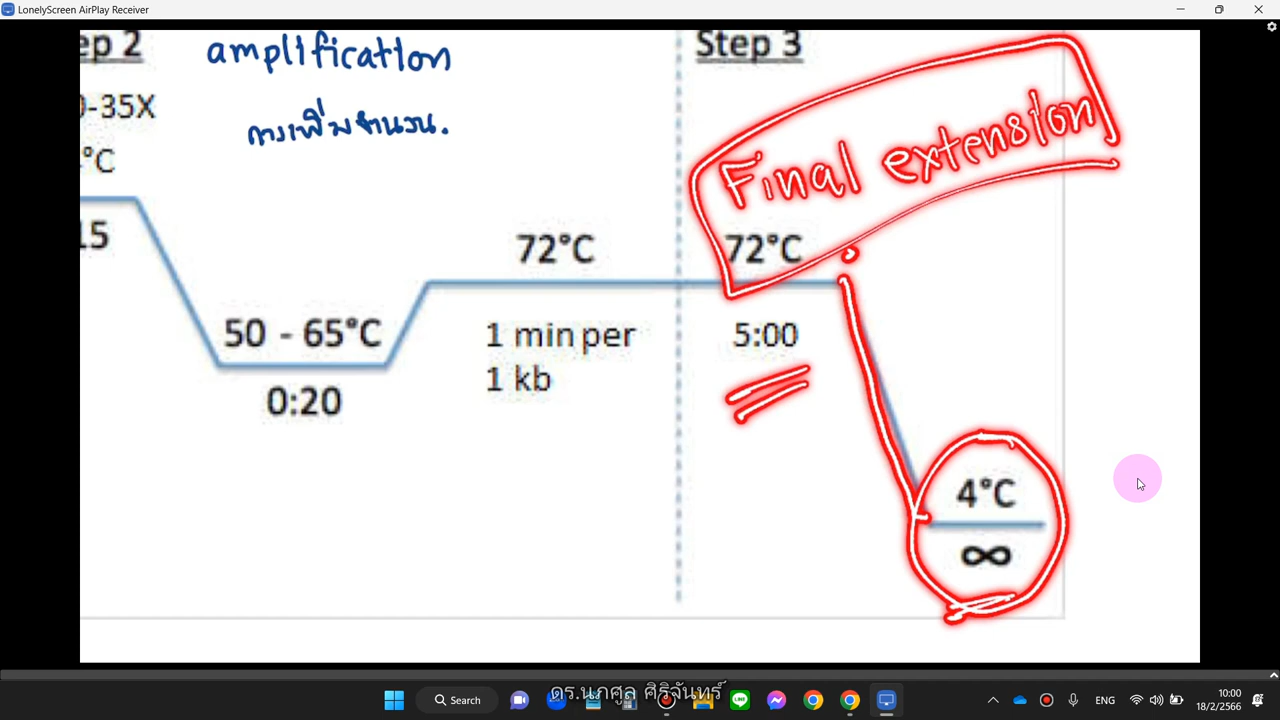 LonelyScreen AirPlay Receiver
ep 2
amplification
Step 3
0-35X
การเพิ่มจำนวน.
°C
Final extension
15
72°C
72°C
50 - 65°C
1 min per
1 kb
5:00
0:20
4°C
∞
Search
ดร.นภศูล ศิริจันทร์
ENG
10:00
18/2/2566